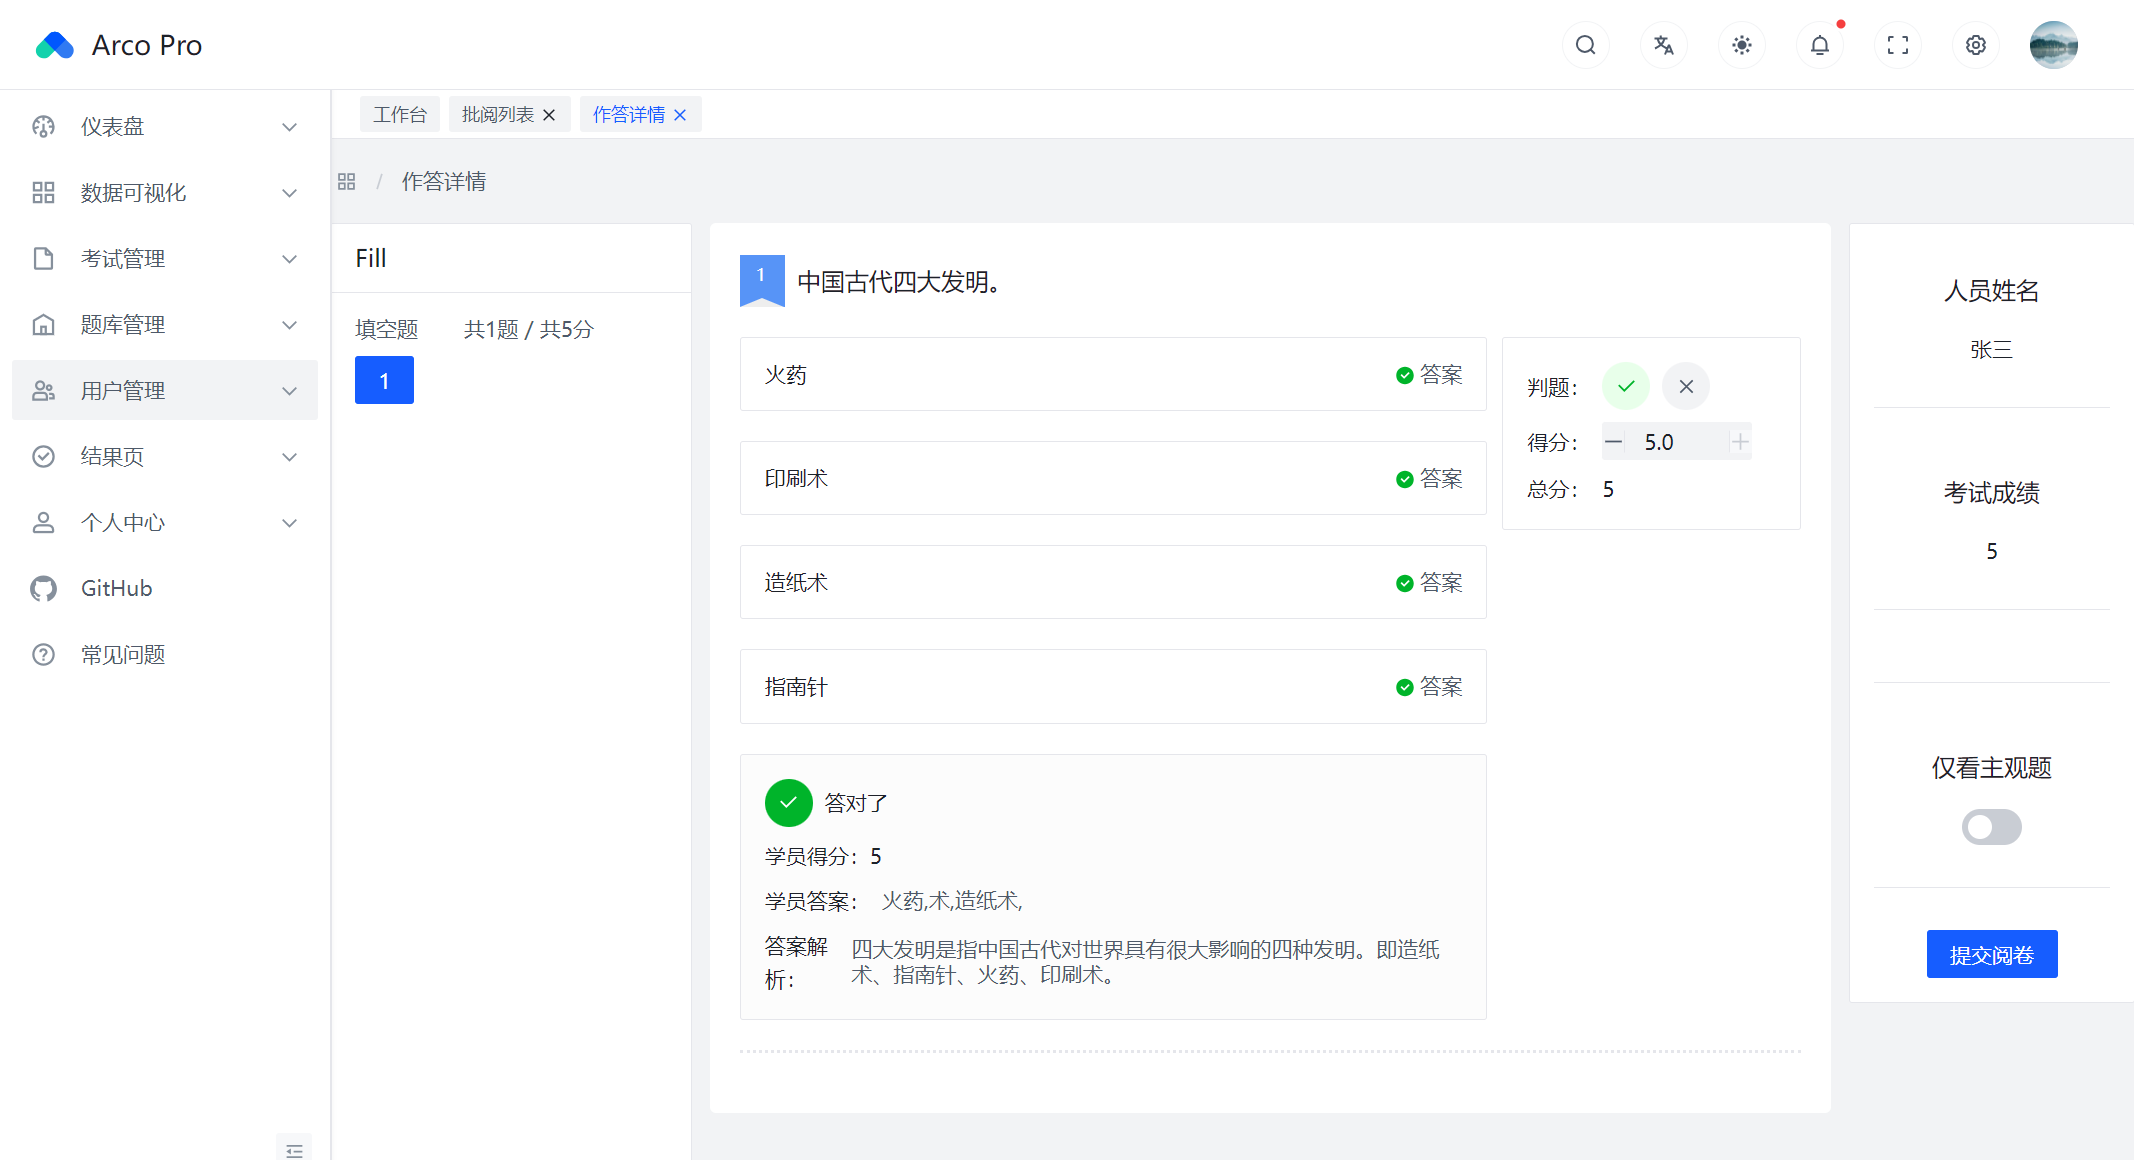 Arco Pro
仪表盘
数据可视化
考试管理
题库管理
用户管理
结果页
个人中心
GitHub
常见问题
工作台
批阅列表
作答详情
/ 作答详情
Fill
填空题 共1题 / 共5分
1
1 中国古代四大发明。
火药 答案
印刷术 答案
造纸术 答案
指南针 答案
答对了
学员得分：5
学员答案： 火药,术,造纸术,
答案解析： 四大发明是指中国古代对世界具有很大影响的四种发明。即造纸
术、指南针、火药、印刷术。
判题：
得分： 5.0
总分： 5
人员姓名
张三
考试成绩
5
仅看主观题
提交阅卷